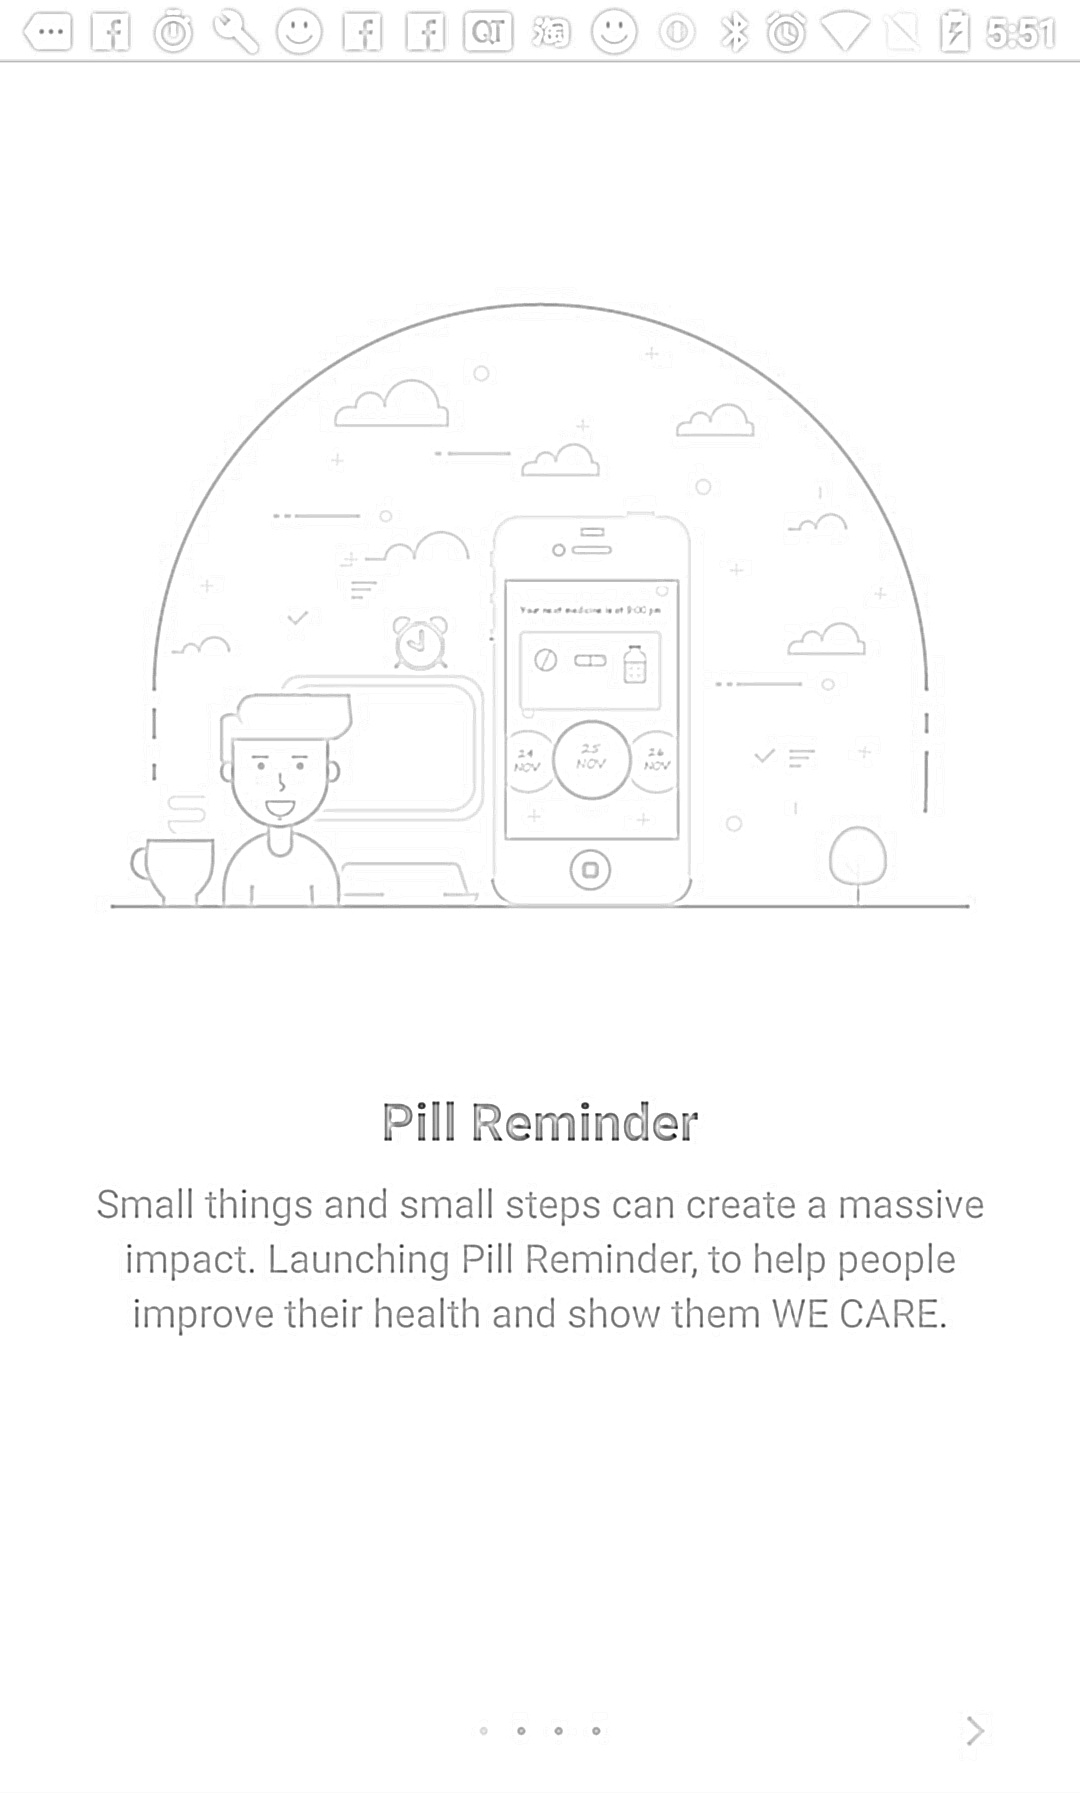 QT 淘 5:51
Your next medicine is at 9:00 pm
24 NOV
25 NOV
26 NOV
Pill Reminder
Small things and small steps can create a massive
impact. Launching Pill Reminder, to help people
improve their health and show them WE CARE.